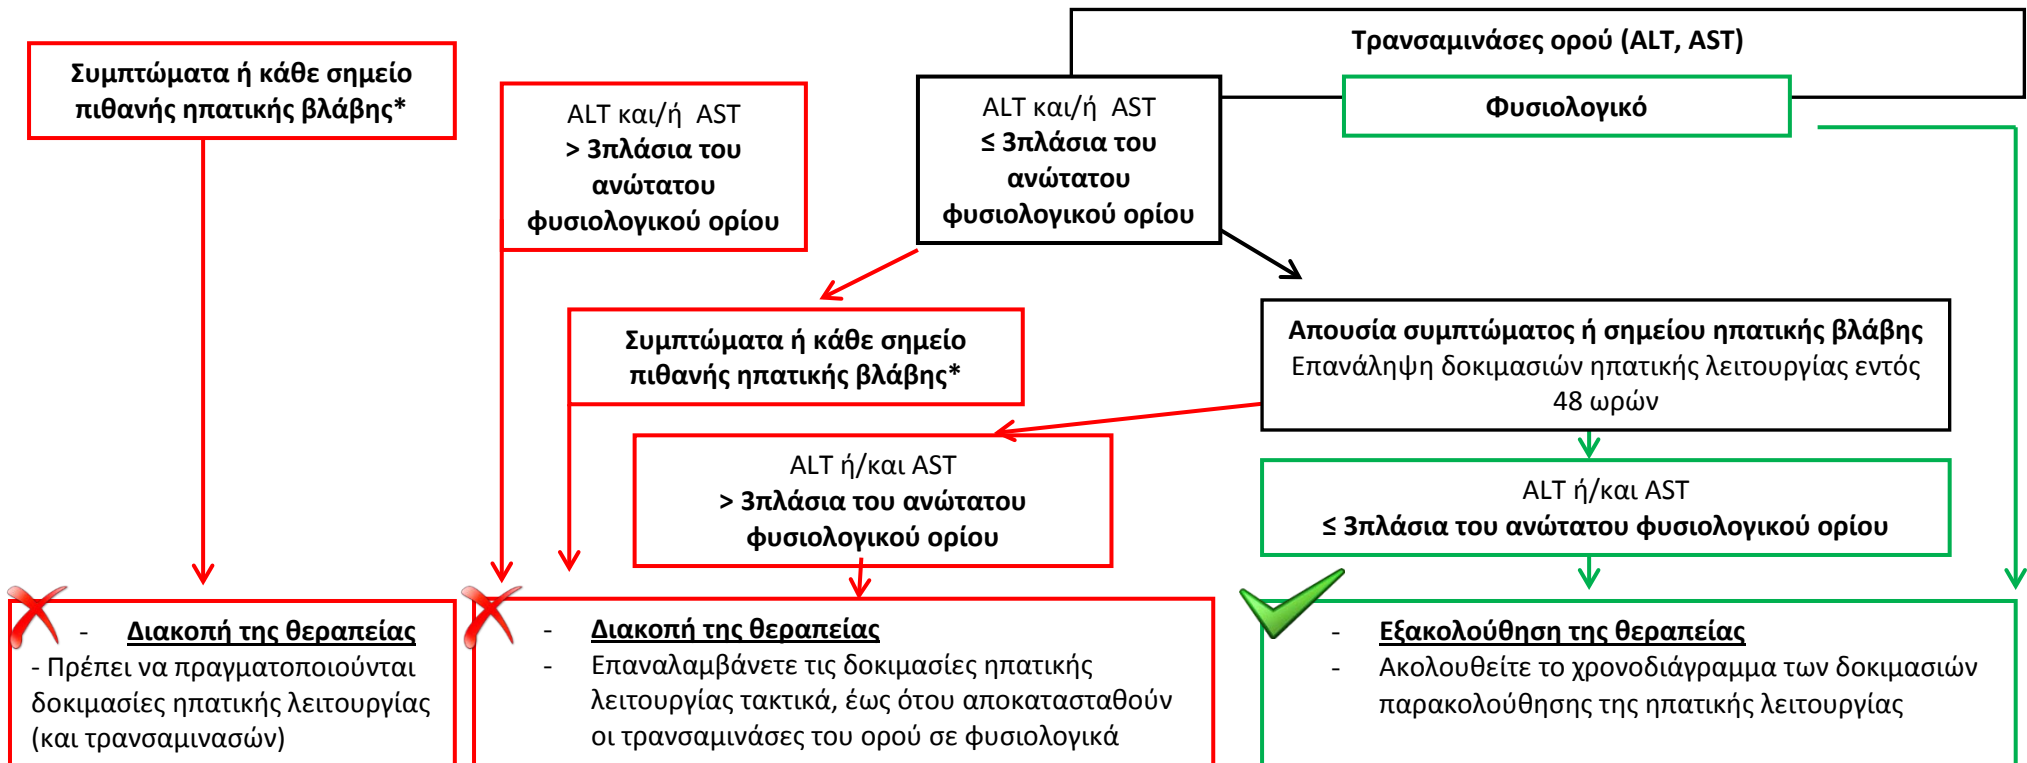 Τρανσαμινάσες ορού (ALT, AST)
Συμπτώματα ή κάθε σημείο
πιθανής ηπατικής βλάβης*
ALT και/ή AST
> 3πλάσια του
ανώτατου
φυσιολογικού ορίου
ALT και/ή AST
≤ 3πλάσια του
ανώτατου
φυσιολογικού ορίου
Φυσιολογικό
Συμπτώματα ή κάθε σημείο
πιθανής ηπατικής βλάβης*
Απουσία συμπτώματος ή σημείου ηπατικής βλάβης
Επανάληψη δοκιμασιών ηπατικής λειτουργίας εντός
48 ωρών
ALT ή/και AST
> 3πλάσια του ανώτατου
φυσιολογικού ορίου
ALT ή/και AST
≤ 3πλάσια του ανώτατου φυσιολογικού ορίου
- Διακοπή της θεραπείας
- Πρέπει να πραγματοποιούνται
δοκιμασίες ηπατικής λειτουργίας
(και τρανσαμινασών)
- Διακοπή της θεραπείας
- Επαναλαμβάνετε τις δοκιμασίες ηπατικής
λειτουργίας τακτικά, έως ότου αποκατασταθούν
οι τρανσαμινάσες του ορού σε φυσιολογικά
- Εξακολούθηση της θεραπείας
- Ακολουθείτε το χρονοδιάγραμμα των δοκιμασιών
παρακολούθησης της ηπατικής λειτουργίας